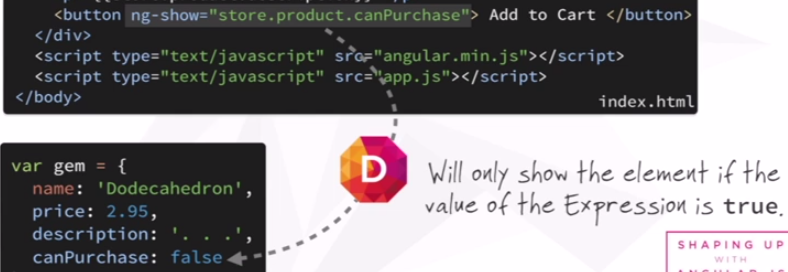 <button ng-show="store.product.canPurchase"> Add to Cart </button>
</div>
<script type="text/javascript" src="angular.min.js"></script>
<script type="text/javascript" src="app.js"></script>
</body>
index.html
var gem = {
name: 'Dodecahedron',
price: 2.95,
description: '. . .',
canPurchase: false
D
Will only show the element if the
value of the Expression is true.
SHAPING UP
WITH